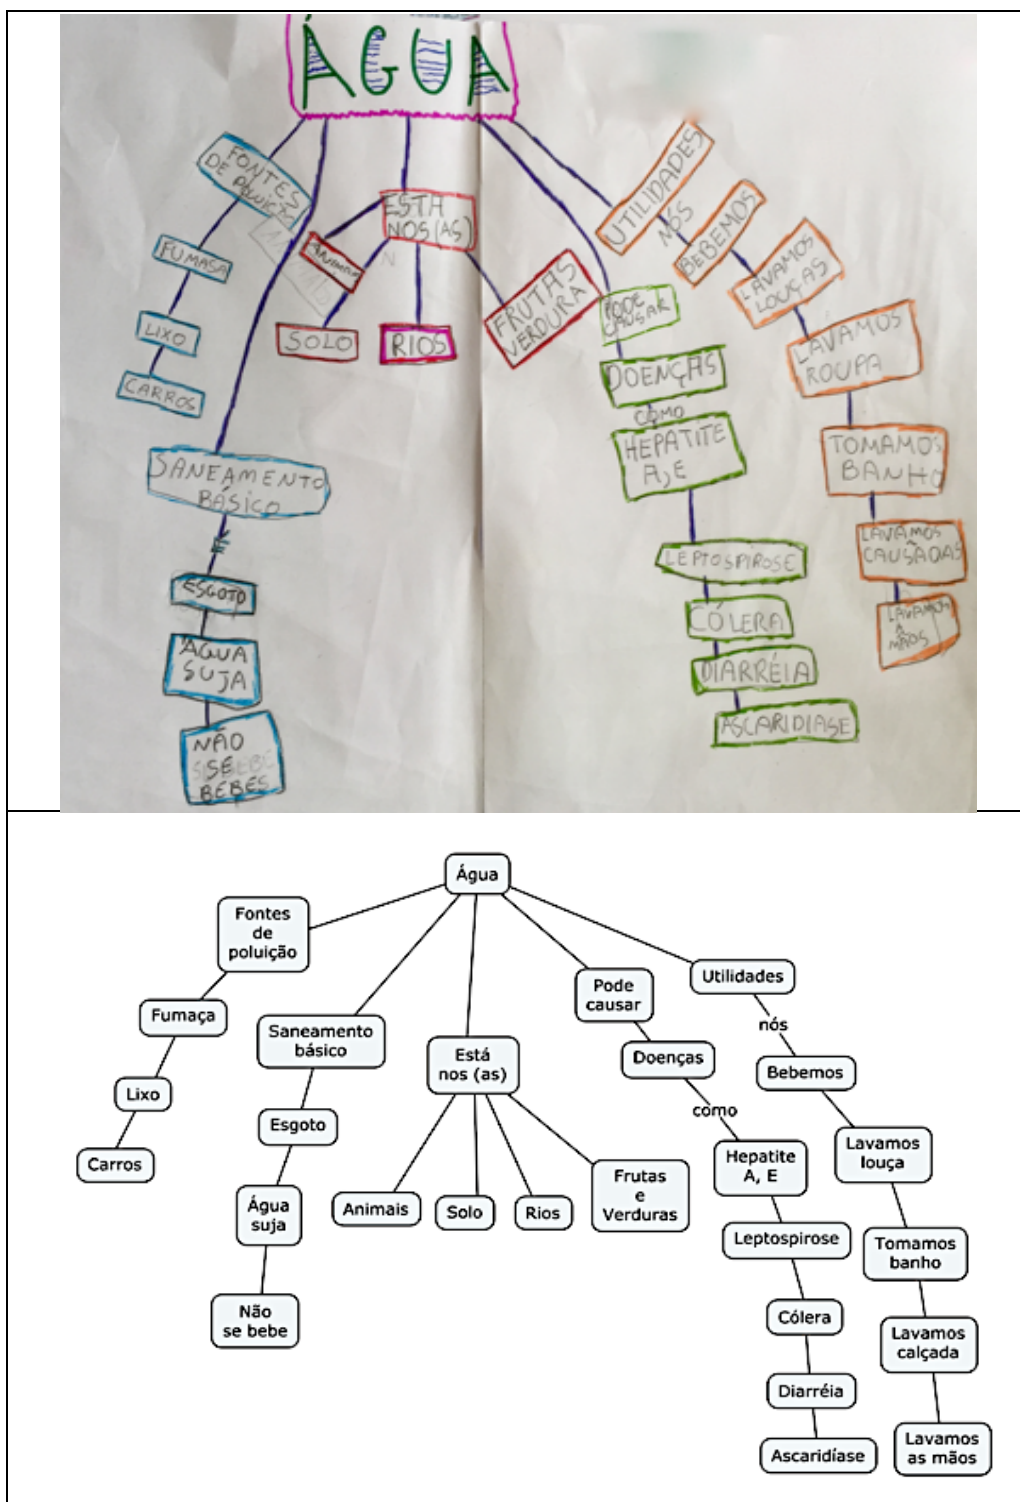 ÁGUA
FONTES
DE POLUIÇÃO
FUMASA
LIXO
CARROS
SANEAMENTO
BÁSICO
ESGOTO
ÁGUA
SUJA
NÃO
SE
BEBES
ESTA
NOS(AS)
SOLO
RIOS
FRUTAS
VERDURA
PODE
CAUSAR
DOENÇAS
COMO
HEPATITE
A,E
LEPTOSPIROSE
CÓLERA
DIARRÉIA
ASCARIDIASE
UTILIDADES
NÓS
BEBEMOS
LAVAMOS
LOUÇAS
LAVAMOS
ROUPA
TOMAMOS
BANHO
LAVAMOS
CAUSADAS
LAVAMOS
A
MÃOS
Água
Fontes
de
poluição
Fumaça
Lixo
Carros
Saneamento
básico
Esgoto
Água
suja
Não
se bebe
Está
nos (as)
Animais
Solo
Rios
Frutas
e
Verduras
Pode
causar
Doenças
como
Hepatite
A, E
Leptospirose
Cólera
Diarréia
Ascaridíase
Utilidades
nós
Bebemos
Lavamos
louça
Tomamos
banho
Lavamos
calçada
Lavamos
as mãos